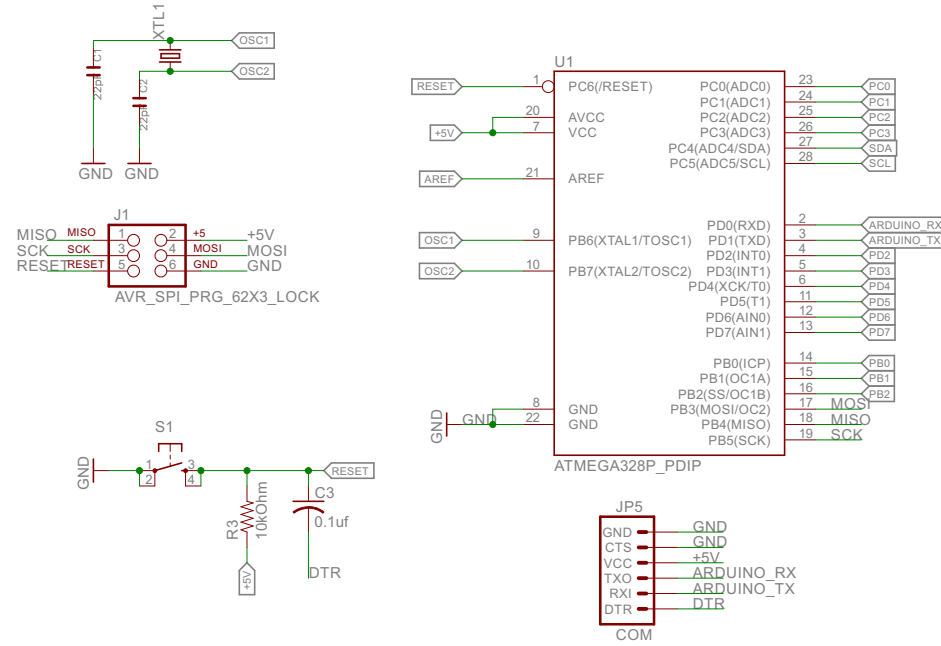 XTL1
OSC1
OSC2
C1
22pF
C2
22pF
GND
GND
J1
MISO MISO 1 2 +5 +5V
SCK SCK 3 4 MOSI MOSI
RESET RESET 5 6 GND GND
AVR_SPI_PRG_62X3_LOCK
U1
RESET 1 PC6(/RESET)
20 AVCC
+5V 7 VCC
AREF 21 AREF
OSC1 9 PB6(XTAL1/TOSC1)
OSC2 10 PB7(XTAL2/TOSC2)
8 GND
GND GND 22 GND
PC0(ADC0) 23 PC0
PC1(ADC1) 24 PC1
PC2(ADC2) 25 PC2
PC3(ADC3) 26 PC3
PC4(ADC4/SDA) 27 SDA
PC5(ADC5/SCL) 28 SCL
PD0(RXD) 2 ARDUINO_RX
PD1(TXD) 3 ARDUINO_TX
PD2(INT0) 4 PD2
PD3(INT1) 5 PD3
PD4(XCK/T0) 6 PD4
PD5(T1) 11 PD5
PD6(AIN0) 12 PD6
PD7(AIN1) 13 PD7
PB0(ICP) 14 PB0
PB1(OC1A) 15 PB1
PB2(SS/OC1B) 16 PB2
PB3(MOSI/OC2) 17 MOSI
PB4(MISO) 18 MISO
PB5(SCK) 19 SCK
ATMEGA328P_PDIP
S1
GND 1 3 RESET
2 4
R3
10kOhm
C3
0.1uf
+5V
DTR
JP5
GND GND
CTS GND
VCC +5V
TXO ARDUINO_RX
RXI ARDUINO_TX
DTR DTR
COM